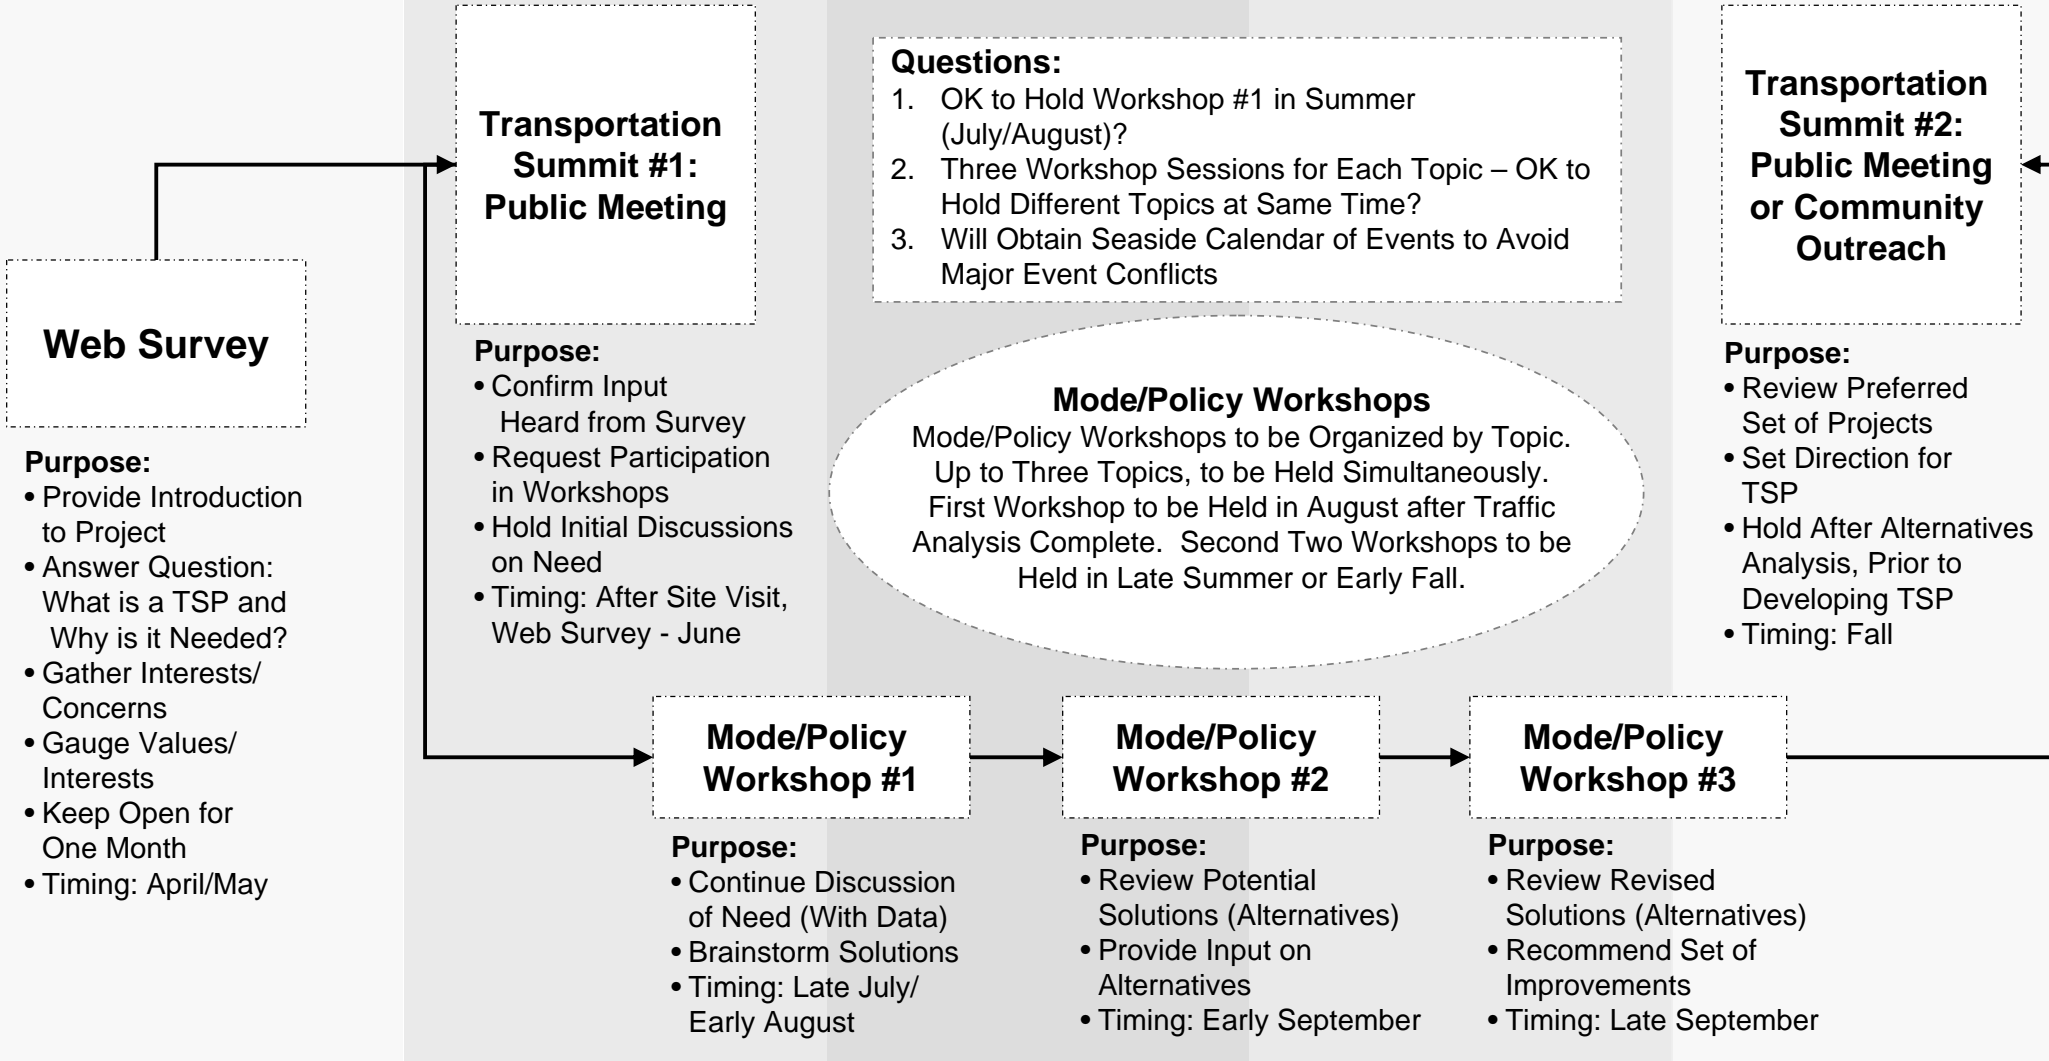 Web Survey
Purpose:
• Provide Introduction
to Project
• Answer Question:
What is a TSP and
Why is it Needed?
• Gather Interests/
Concerns
• Gauge Values/
Interests
• Keep Open for
One Month
• Timing: April/May
Transportation
Summit #1:
Public Meeting
Purpose:
• Confirm Input
Heard from Survey
• Request Participation
in Workshops
• Hold Initial Discussions
on Need
• Timing: After Site Visit,
Web Survey - June
Questions:
1. OK to Hold Workshop #1 in Summer
(July/August)?
2. Three Workshop Sessions for Each Topic – OK to
Hold Different Topics at Same Time?
3. Will Obtain Seaside Calendar of Events to Avoid
Major Event Conflicts
Mode/Policy Workshops
Mode/Policy Workshops to be Organized by Topic.
Up to Three Topics, to be Held Simultaneously.
First Workshop to be Held in August after Traffic
Analysis Complete. Second Two Workshops to be
Held in Late Summer or Early Fall.
Mode/Policy
Workshop #1
Purpose:
• Continue Discussion
of Need (With Data)
• Brainstorm Solutions
• Timing: Late July/
Early August
Mode/Policy
Workshop #2
Purpose:
• Review Potential
Solutions (Alternatives)
• Provide Input on
Alternatives
• Timing: Early September
Mode/Policy
Workshop #3
Purpose:
• Review Revised
Solutions (Alternatives)
• Recommend Set of
Improvements
• Timing: Late September
Transportation
Summit #2:
Public Meeting
or Community
Outreach
Purpose:
• Review Preferred
Set of Projects
• Set Direction for
TSP
• Hold After Alternatives
Analysis, Prior to
Developing TSP
• Timing: Fall